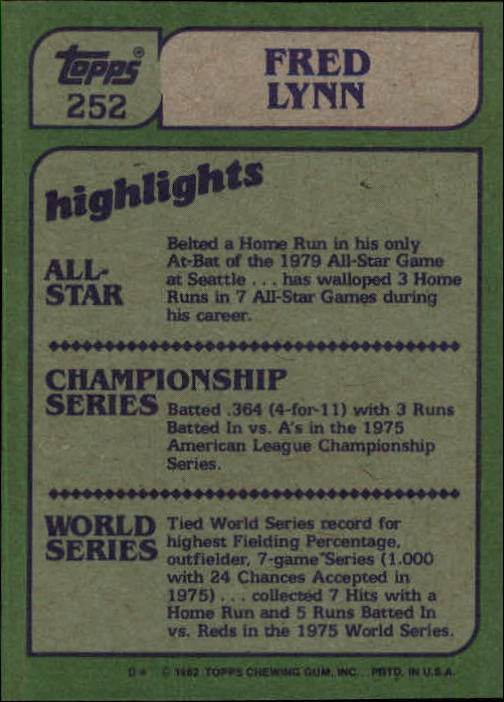 Topps®
252
FRED
LYNN
highlights
ALL-
STAR
Belted a Home Run in his only
At-Bat of the 1979 All-Star Game
at Seattle . . . has walloped 3 Home
Runs in 7 All-Star Games during
his career.
CHAMPIONSHIP
SERIES
Batted .364 (4-for-11) with 3 Runs
Batted In vs. A's in the 1975
American League Championship
Series.
WORLD
SERIES
Tied World Series record for
highest Fielding Percentage,
outfielder, 7-game Series (1.000
with 24 Chances Accepted in
1975) . . . collected 7 Hits with a
Home Run and 5 Runs Batted In
vs. Reds in the 1975 World Series.
D* © 1982 TOPPS CHEWING GUM, INC. PRTD. IN U.S.A.